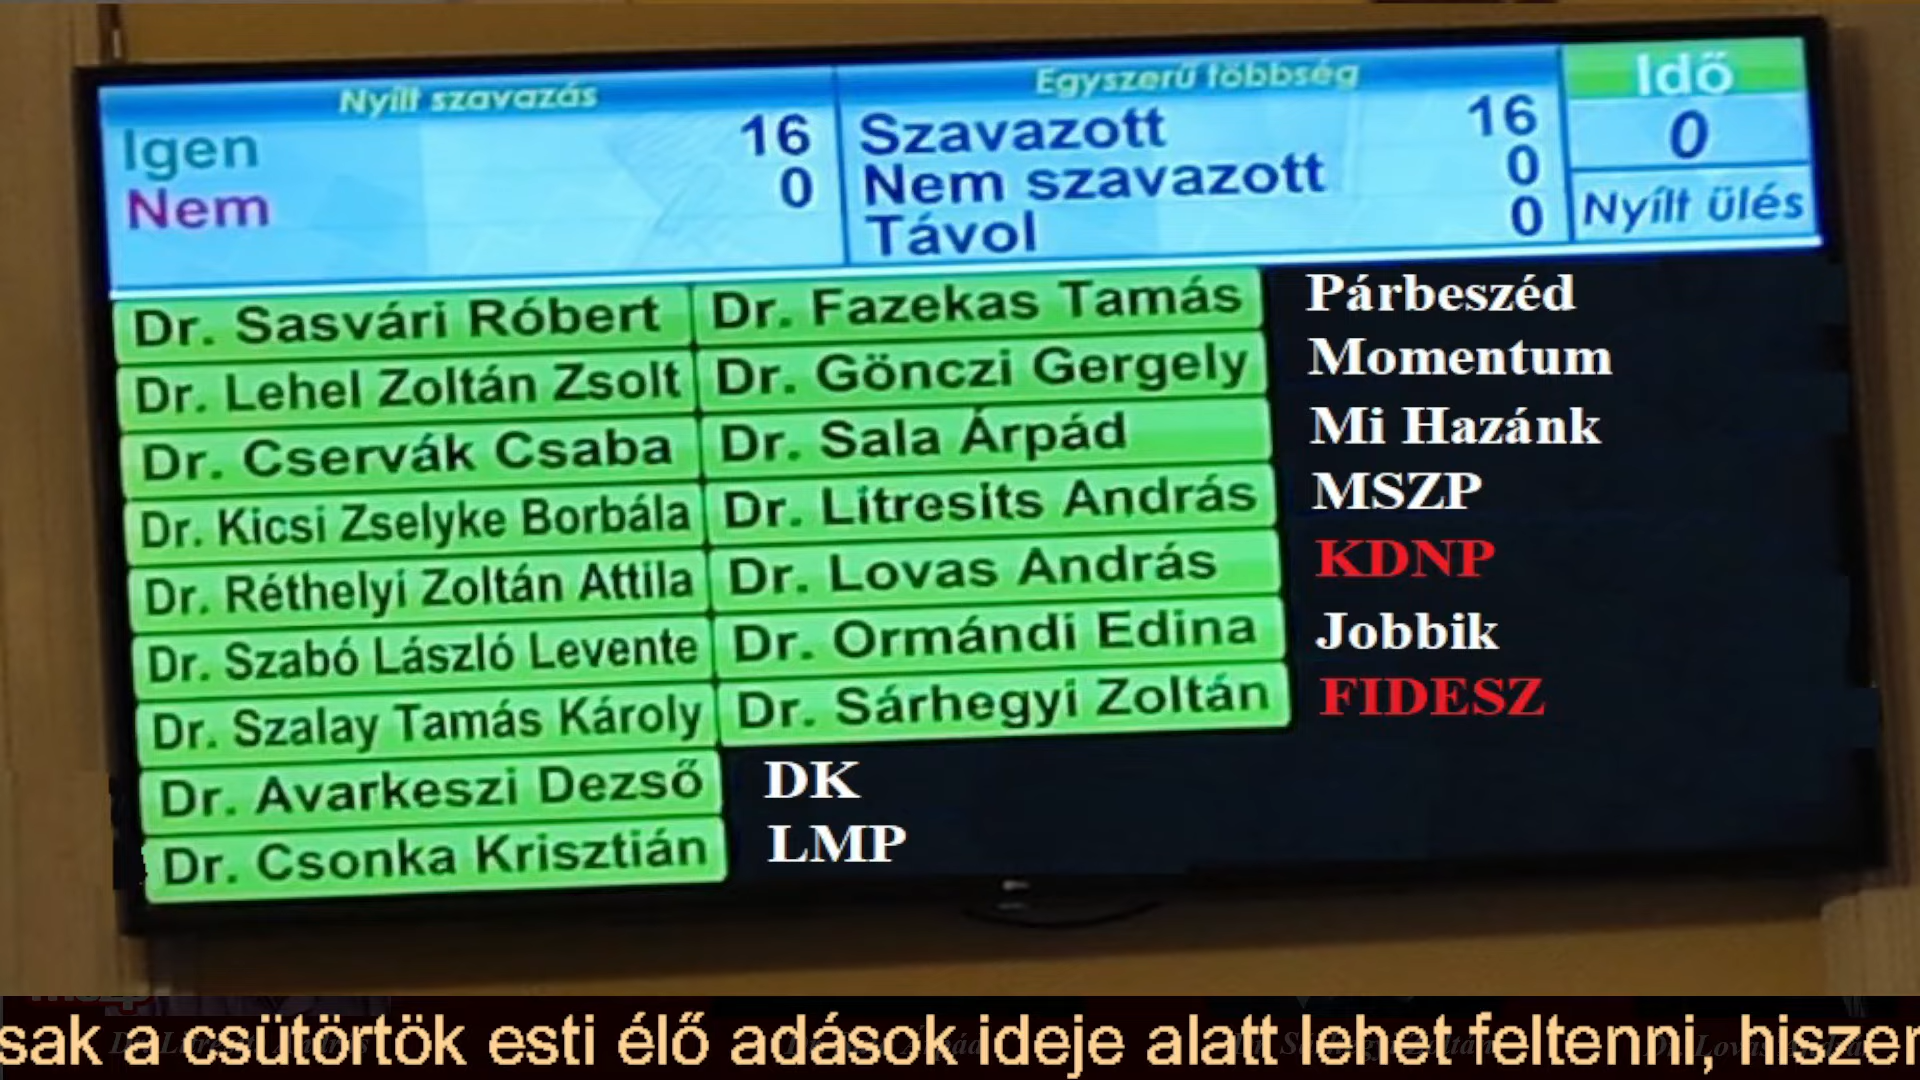 Nyílt szavazás
Igen 16
Nem 0
Egyszerű többség
Szavazott 16
Nem szavazott 0
Távol 0
Idő
0
Nyílt ülés
Dr. Sasvári Róbert
Dr. Lehel Zoltán Zsolt
Dr. Cservák Csaba
Dr. Kicsi Zselyke Borbála
Dr. Réthelyi Zoltán Attila
Dr. Szabó László Levente
Dr. Szalay Tamás Károly
Dr. Avarkeszi Dezső DK
Dr. Csonka Krisztián LMP
Dr. Fazekas Tamás Párbeszéd
Dr. Gönczi Gergely Momentum
Dr. Sala Árpád Mi Hazánk
Dr. Litresits András MSZP
Dr. Lovas András KDNP
Dr. Ormándi Edina Jobbik
Dr. Sárhegyi Zoltán FIDESZ
sak a csütörtök esti élő adások ideje alatt lehet feltenni, hiszen